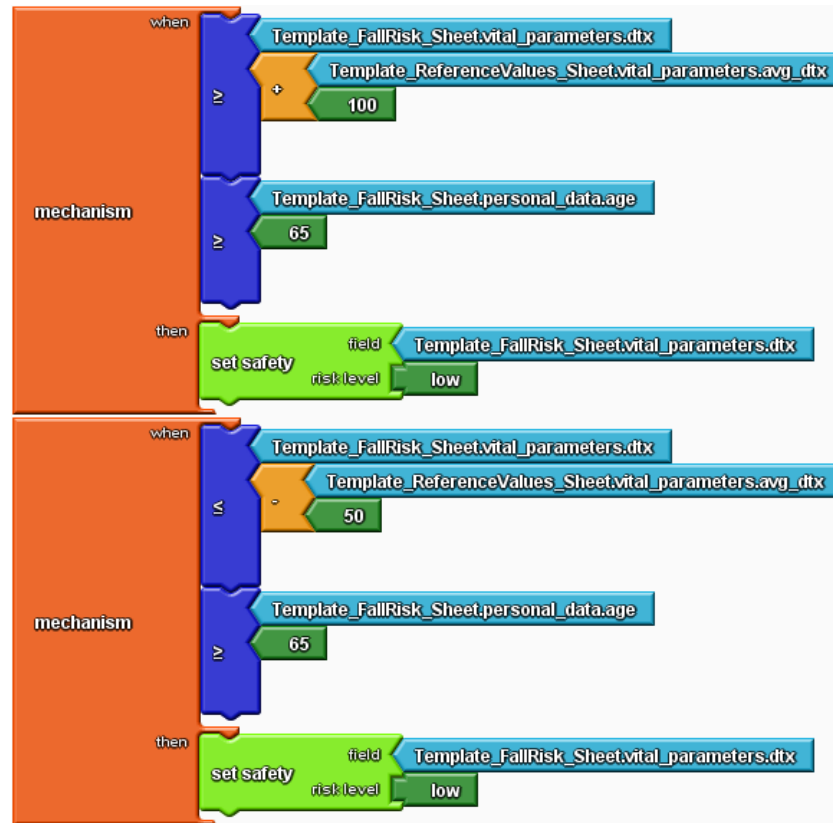 when
Template_FallRisk_Sheet.vital_parameters.dtx
≥
+
Template_ReferenceValues_Sheet.vital_parameters.avg_dtx
100
mechanism
Template_FallRisk_Sheet.personal_data.age
≥
65
then
set safety
field
Template_FallRisk_Sheet.vital_parameters.dtx
risk level
low
when
Template_FallRisk_Sheet.vital_parameters.dtx
≤
-
Template_ReferenceValues_Sheet.vital_parameters.avg_dtx
50
mechanism
Template_FallRisk_Sheet.personal_data.age
≥
65
then
set safety
field
Template_FallRisk_Sheet.vital_parameters.dtx
risk level
low